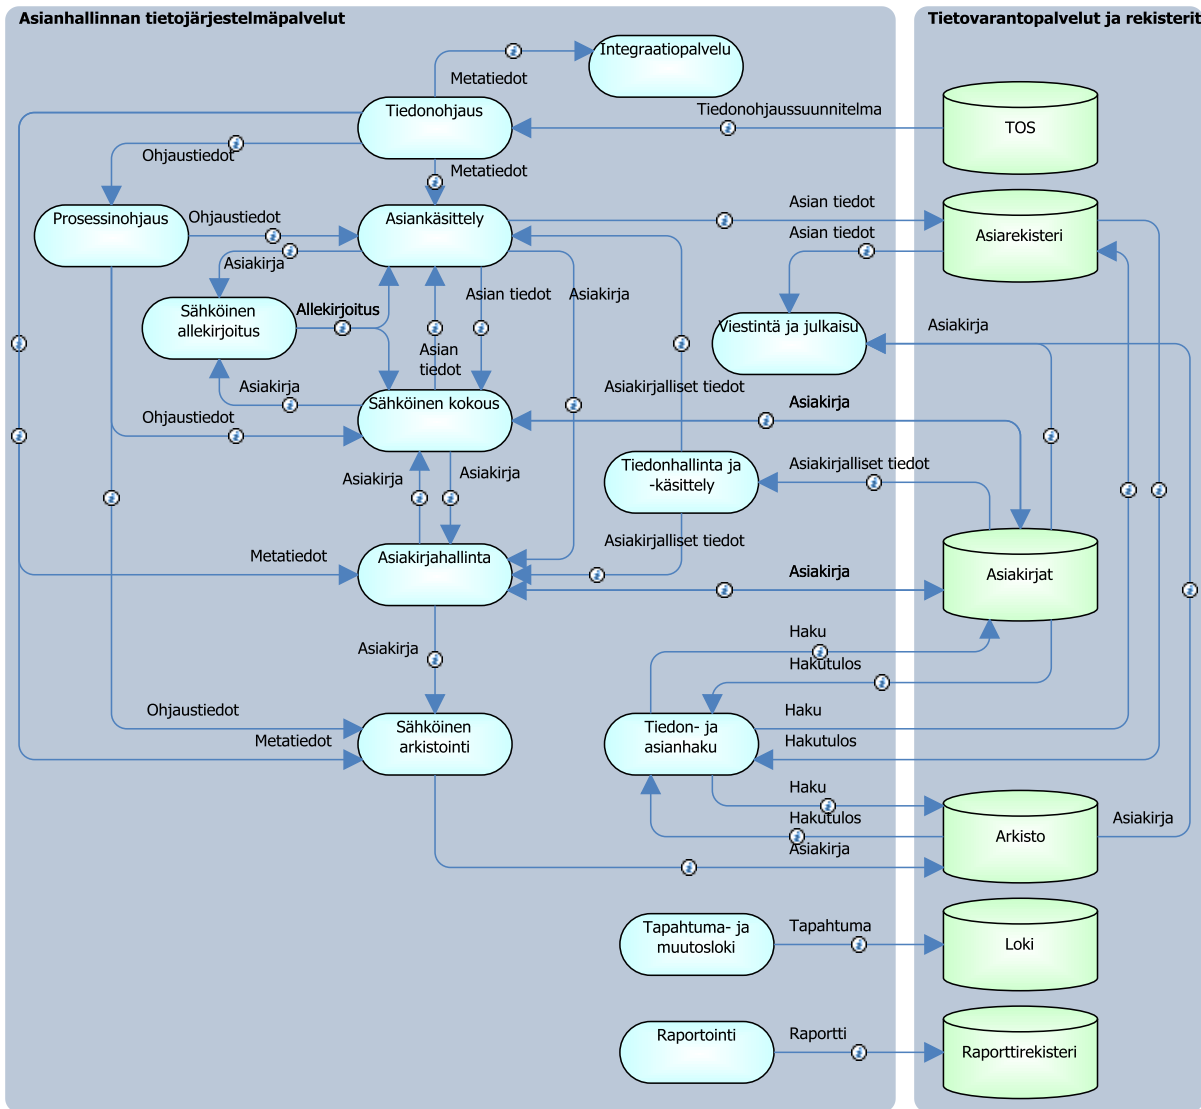 Asianhallinnan tietojärjestelmäpalvelut
Tietovarantopalvelut ja rekisterit
Integraatiopalvelu
Metatiedot
Tiedonohjaus
Tiedonohjaussuunnitelma
TOS
Ohjaustiedot
Metatiedot
Prosessinohjaus
Ohjaustiedot
Asiankäsittely
Asian tiedot
Asiarekisteri
Asian tiedot
Asiakirja
Asian tiedot
Asiakirja
Sähköinen
allekirjoitus
Allekirjoitus
Viestintä ja julkaisu
Asiakirja
Asian
tiedot
Asiakirja
Asiakirjalliset tiedot
Sähköinen kokous
Asiakirja
Ohjaustiedot
Asiakirja
Asiakirja
Tiedonhallinta ja
-käsittely
Asiakirjalliset tiedot
Asiakirjalliset tiedot
Metatiedot
Asiakirjahallinta
Asiakirja
Asiakirjat
Haku
Asiakirja
Hakutulos
Ohjaustiedot
Haku
Metatiedot
Sähköinen
arkistointi
Tiedon- ja
asianhaku
Hakutulos
Haku
Hakutulos
Asiakirja
Arkisto
Asiakirja
Tapahtuma- ja
muutosloki
Tapahtuma
Loki
Raportointi
Raportti
Raporttirekisteri